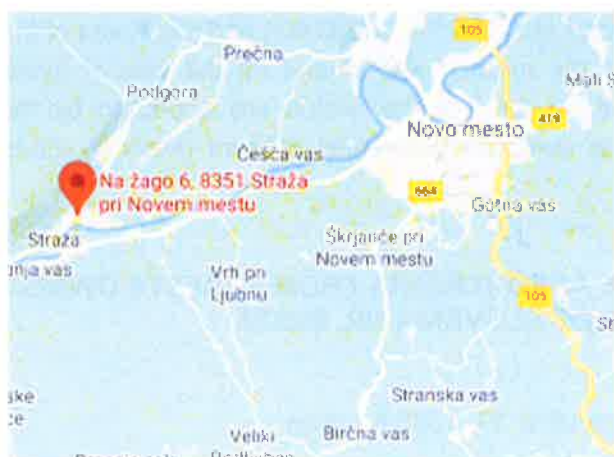 105
Prečna
Mali
Podgora
419
Novo mesto
Češča vas
Na žago 6, 8351 Straža
pri Novem mestu
664
Gotna vas
Straža
Škrjanče pri
Novem mestu
Vrh pri
Ljubnu
105
Stranska vas
Veliki
Birčna vas